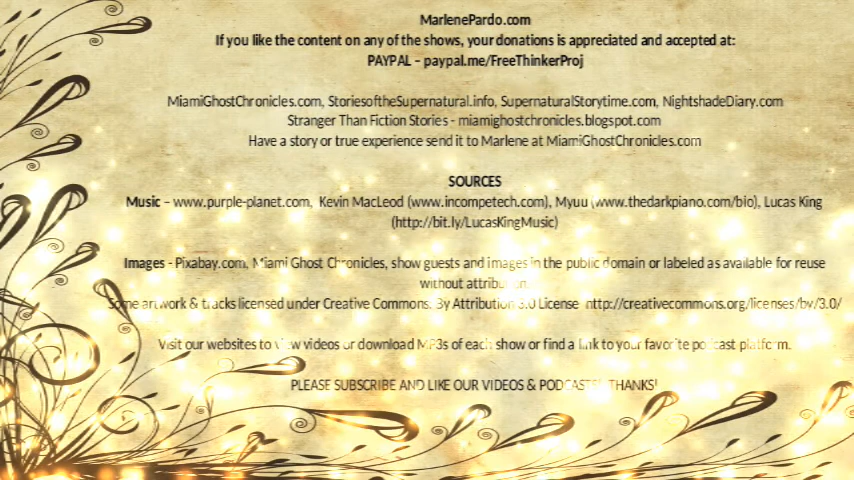 MarlenePardo.com
If you like the content on any of the shows, your donations is appreciated and accepted at:
PAYPAL – paypal.me/FreeThinkerProj
MiamiGhostChronicles.com, StoriesoftheSupernatural.info, SupernaturalStorytime.com, NightshadeDiary.com
Stranger Than Fiction Stories - miamighostchronicles.blogspot.com
Have a story or true experience send it to Marlene at MiamiGhostChronicles.com
SOURCES
Music – www.purple-planet.com, Kevin MacLeod (www.incompetech.com), Myuu (www.thedarkpiano.com/bio), Lucas King
(http://bit.ly/LucasKingMusic)
Images - Pixabay.com, Miami Ghost Chronicles, show guests and images in the public domain or labeled as available for reuse
without attribution.
Some artwork & tracks licensed under Creative Commons: By Attribution 3.0 License http://creativecommons.org/licenses/by/3.0/
Visit our websites to view videos or download MP3s of each show or find a link to your favorite podcast platform.
PLEASE SUBSCRIBE AND LIKE OUR VIDEOS & PODCASTS! THANKS!